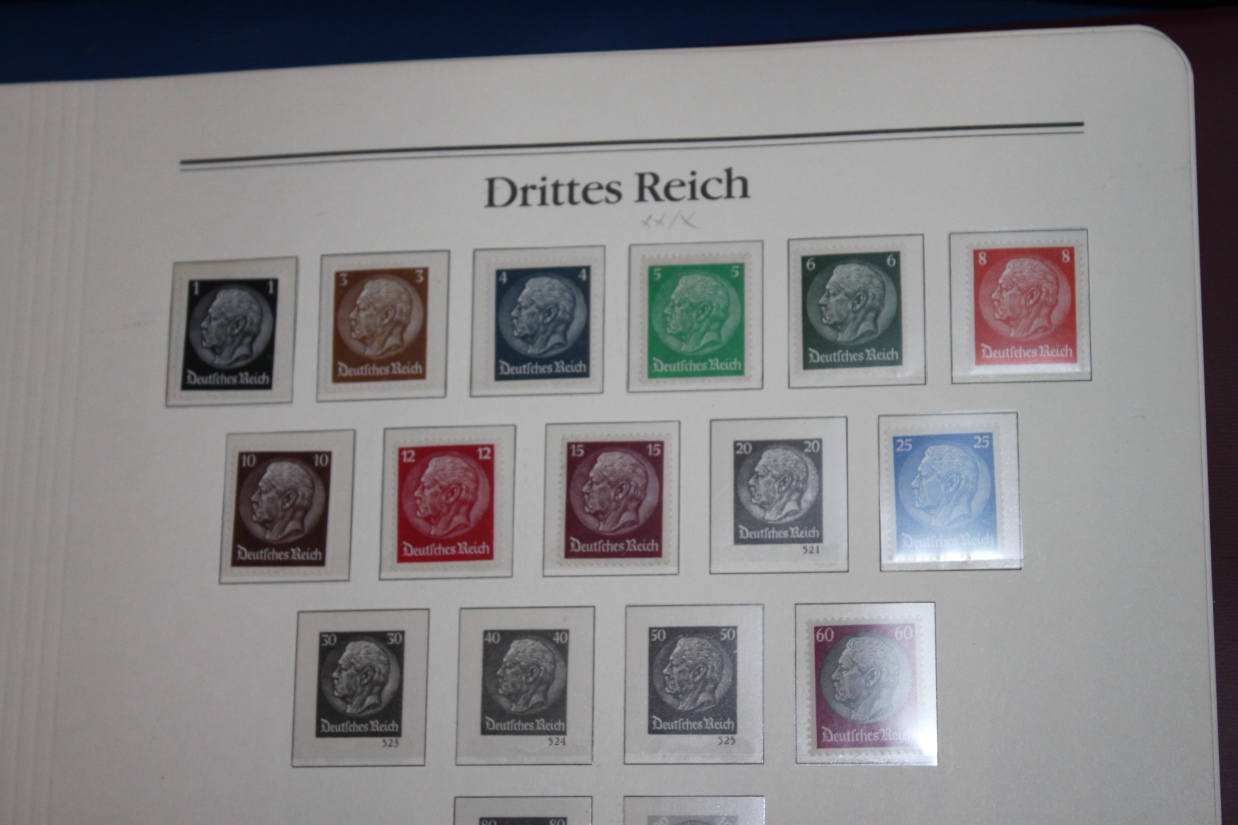 Drittes Reich
xx/x
1 1
Deutsches Reich
3 3
Deutsches Reich
4 4
Deutsches Reich
5 5
Deutsches Reich
6 6
Deutsches Reich
8 8
Deutsches Reich
10 10
Deutsches Reich
12 12
Deutsches Reich
15 15
Deutsches Reich
20 20
Deutsches Reich
521
25 25
Deutsches Reich
30 30
Deutsches Reich
523
40 40
Deutsches Reich
524
50 50
Deutsches Reich
525
60 60
Deutsches Reich
80 80